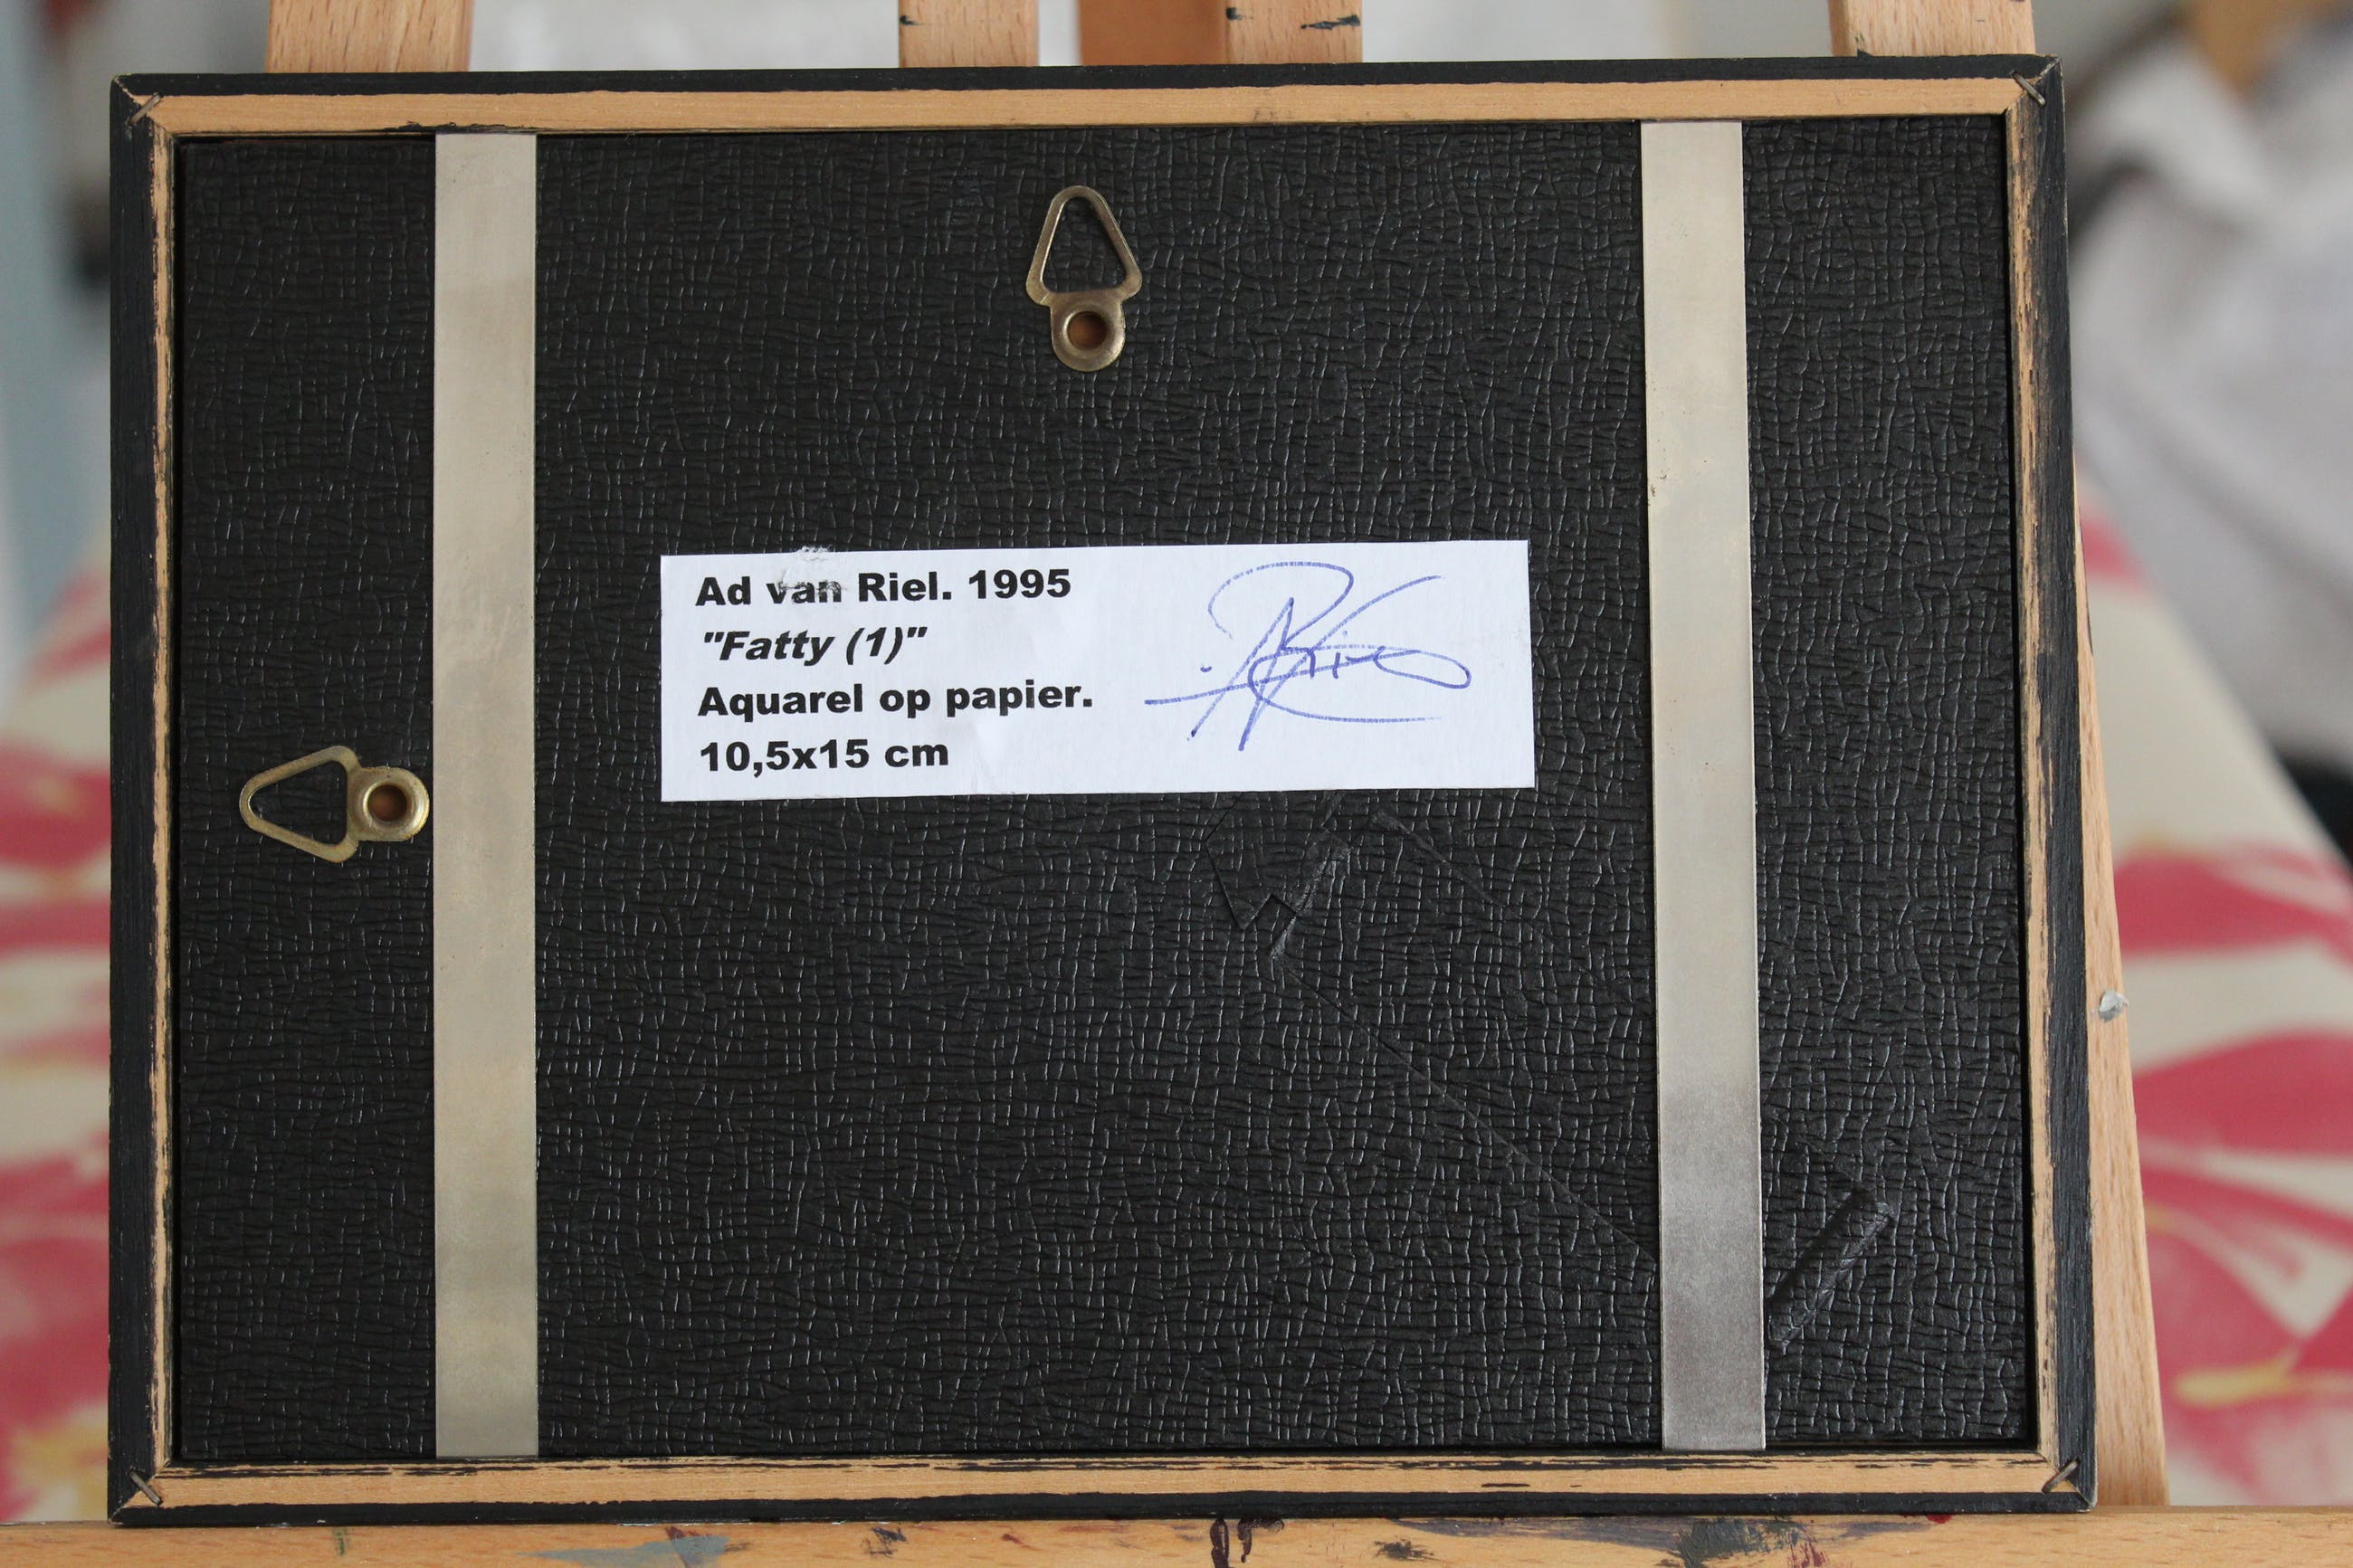 Ad van Riel. 1995
"Fatty (1)"
Aquarel op papier.
10,5x15 cm